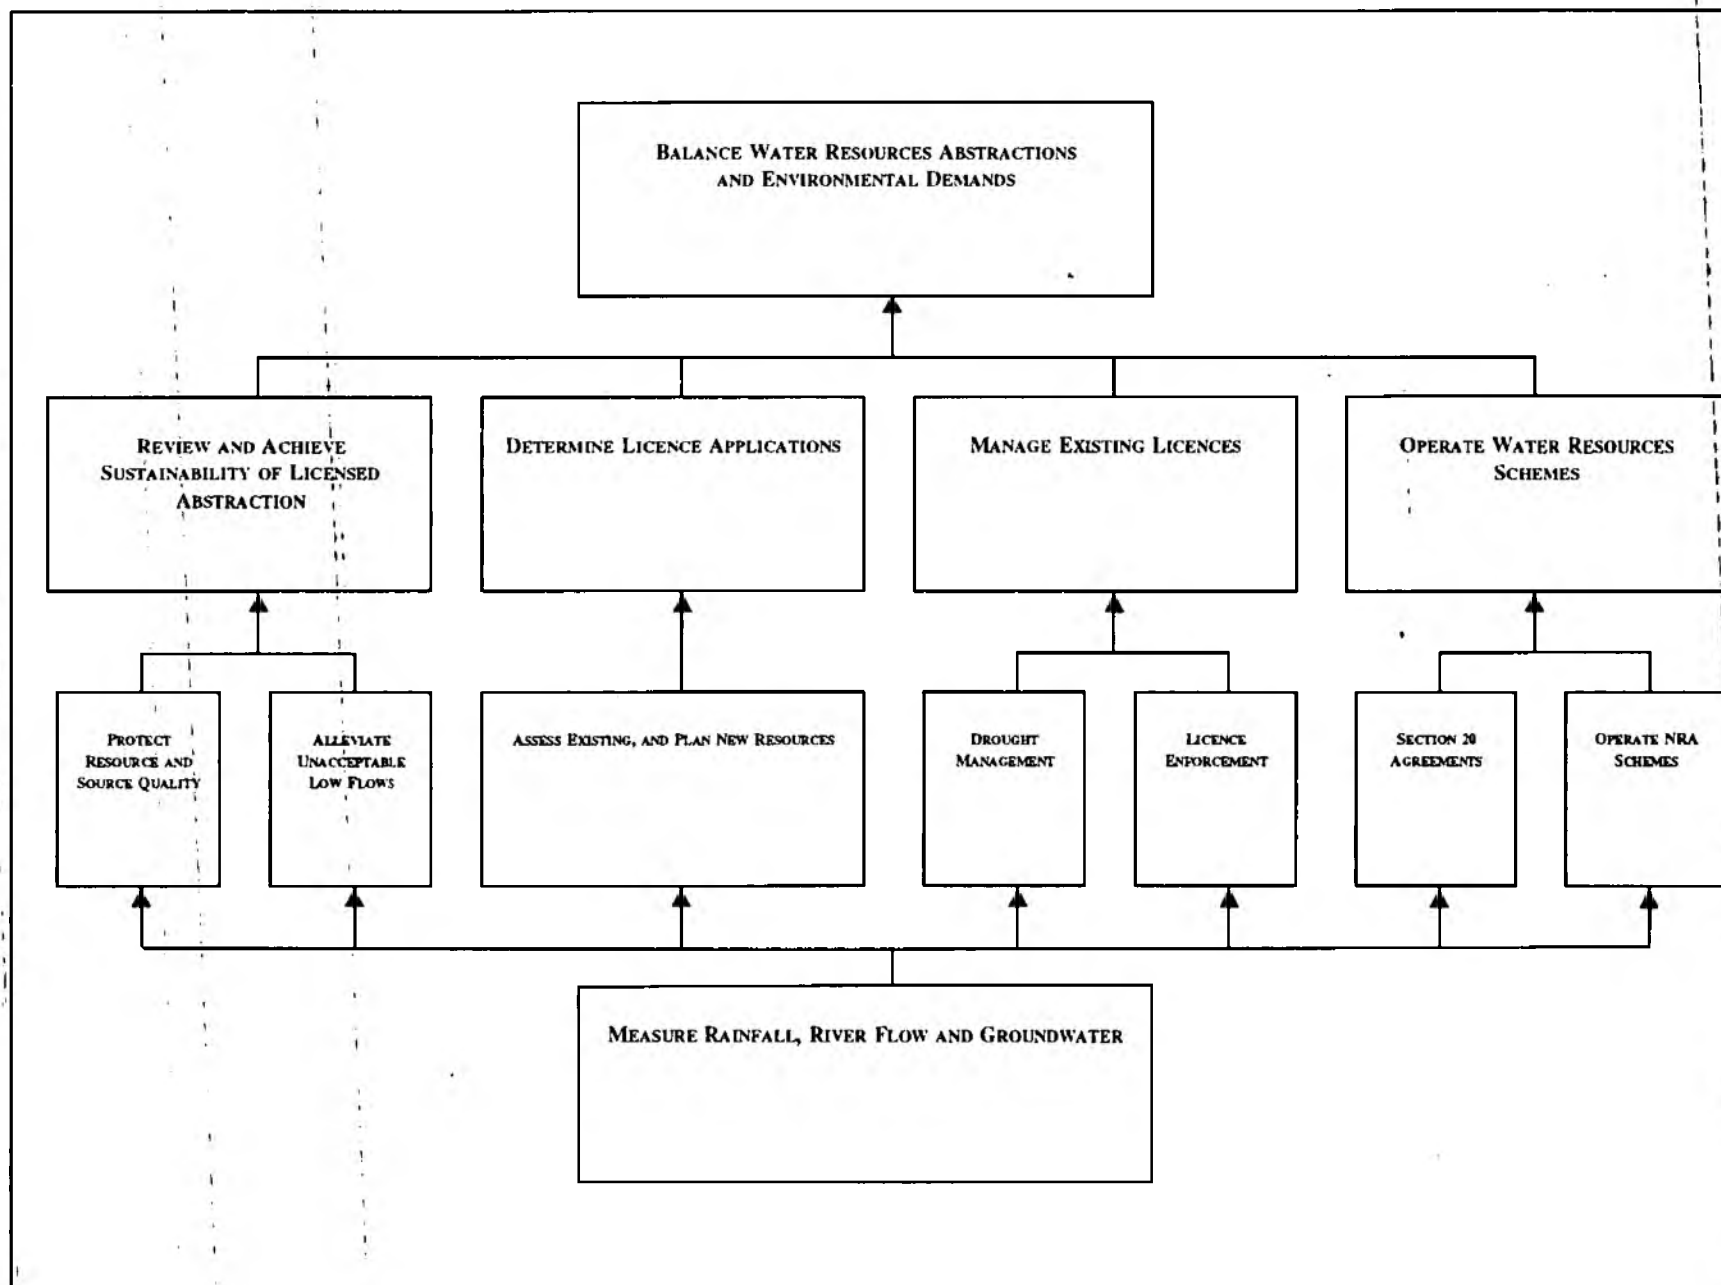 BALANCE WATER RESOURCES ABSTRACTIONS
AND ENVIRONMENTAL DEMANDS
REVIEW AND ACHIEVE
SUSTAINABILITY OF LICENSED
ABSTRACTION
DETERMINE LICENCE APPLICATIONS
MANAGE EXISTING LICENCES
OPERATE WATER RESOURCES
SCHEMES
PROTECT
RESOURCE AND
SOURCE QUALITY
ALLEVIATE
UNACCEPTABLE
LOW FLOWS
ASSESS EXISTING, AND PLAN NEW RESOURCES
DROUGHT
MANAGEMENT
LICENCE
ENFORCEMENT
SECTION 20
AGREEMENTS
OPERATE NRA
SCHEMES
MEASURE RAINFALL, RIVER FLOW AND GROUNDWATER